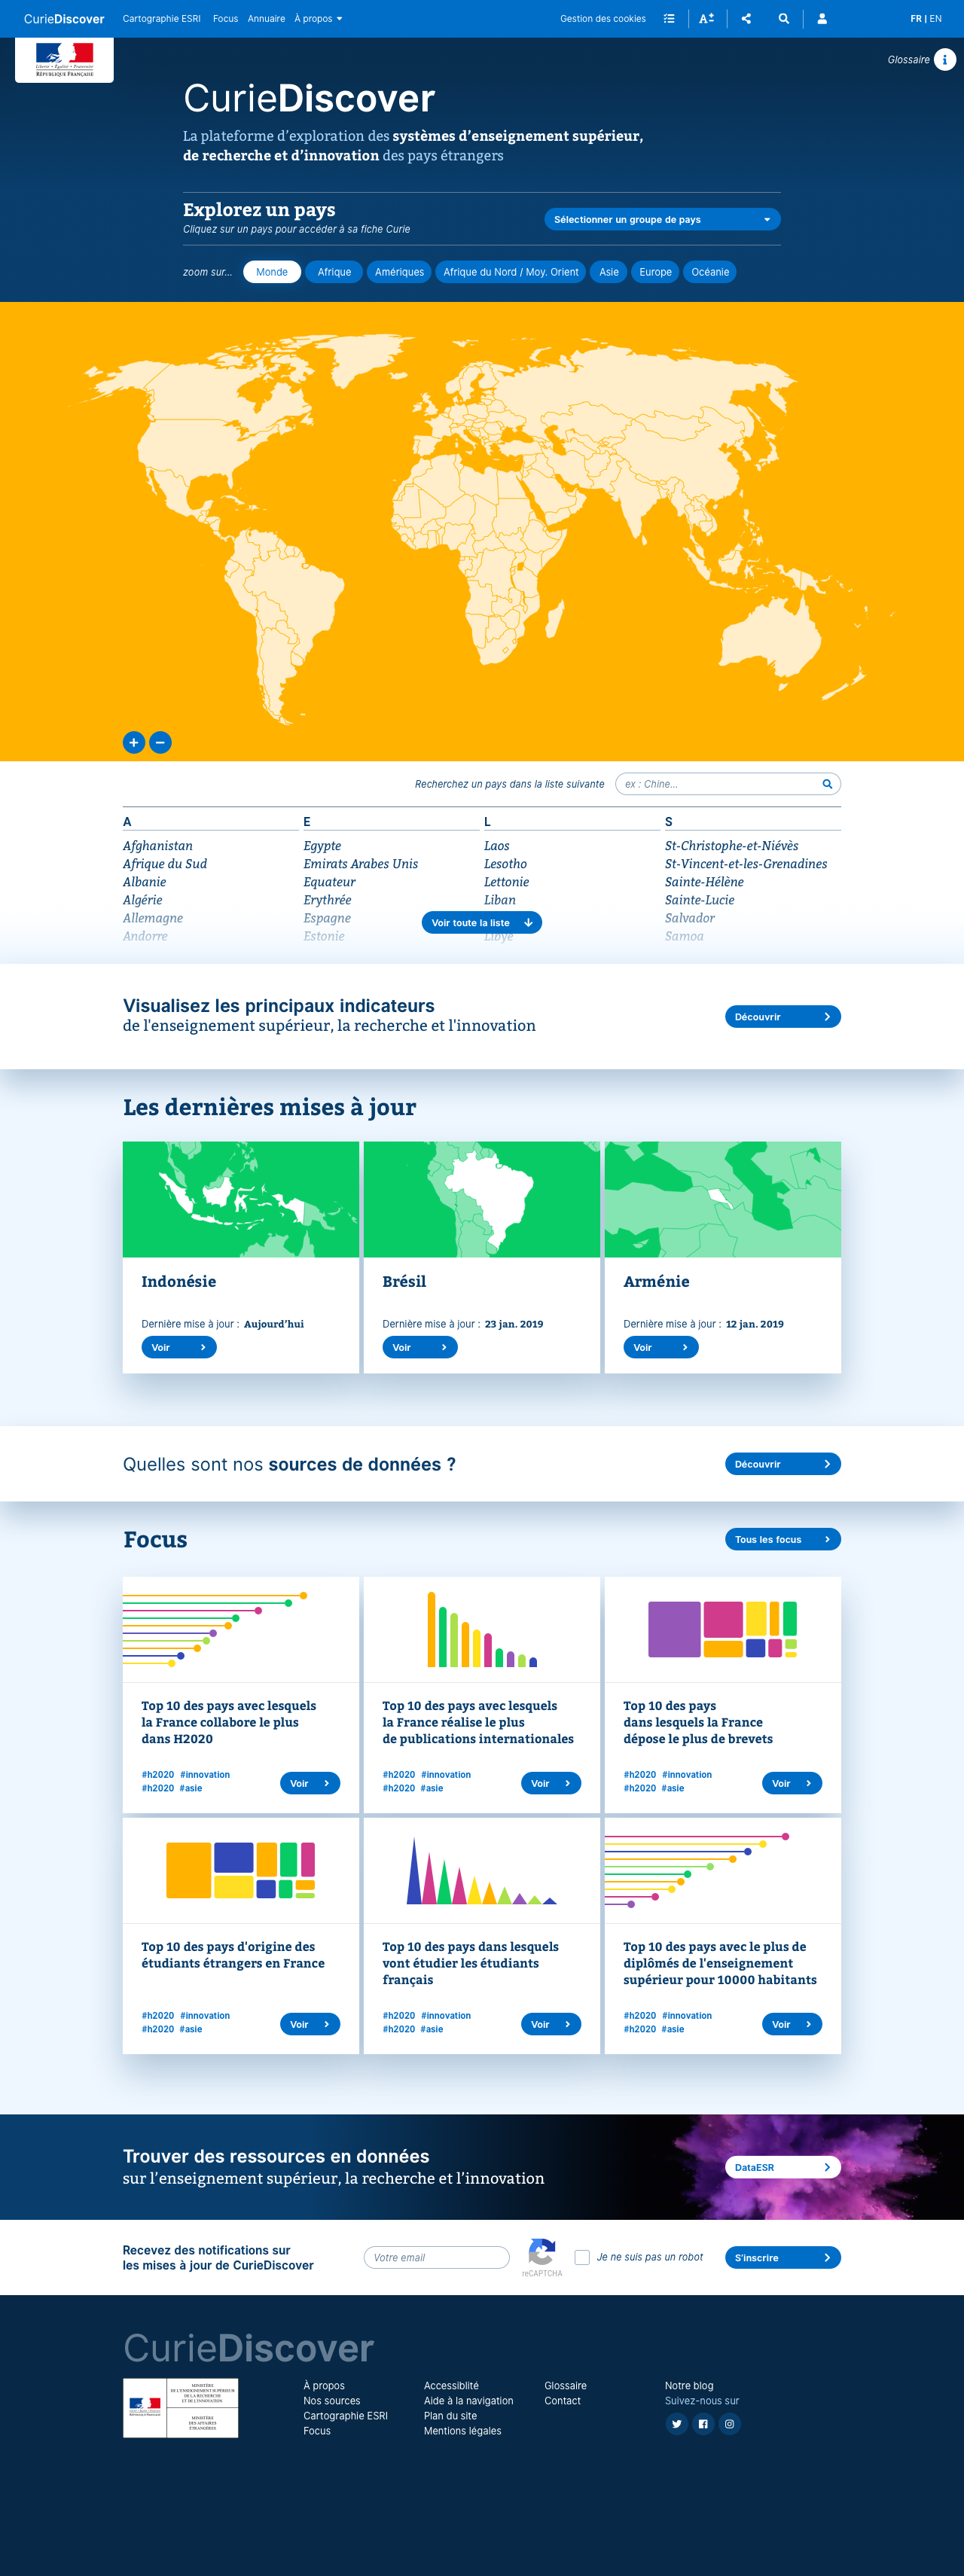 CurieDiscover Cartographie ESRI Focus Annuaire À propos Gestion des cookies FR | EN
Liberté • Égalité • Fraternité
RÉPUBLIQUE FRANÇAISE
Glossaire
CurieDiscover
La plateforme d’exploration des systèmes d’enseignement supérieur,
de recherche et d’innovation des pays étrangers
Explorez un pays
Cliquez sur un pays pour accéder à sa fiche Curie
Sélectionner un groupe de pays
zoom sur... Monde Afrique Amériques Afrique du Nord / Moy. Orient Asie Europe Océanie
Recherchez un pays dans la liste suivante ex : Chine...
A E L S
Afghanistan Egypte Laos St-Christophe-et-Niévès
Afrique du Sud Emirats Arabes Unis Lesotho St-Vincent-et-les-Grenadines
Albanie Equateur Lettonie Sainte-Hélène
Algérie Erythrée Liban Sainte-Lucie
Allemagne Espagne Voir toute la liste Salvador
Andorre Estonie Libye Samoa
Visualisez les principaux indicateurs
de l'enseignement supérieur, la recherche et l'innovation
Découvrir
Les dernières mises à jour
Indonésie
Dernière mise à jour : Aujourd’hui
Voir
Brésil
Dernière mise à jour : 23 jan. 2019
Voir
Arménie
Dernière mise à jour : 12 jan. 2019
Voir
Quelles sont nos sources de données ?
Découvrir
Focus
Tous les focus
Top 10 des pays avec lesquels
la France collabore le plus
dans H2020
#h2020 #innovation
#h2020 #asie
Voir
Top 10 des pays avec lesquels
la France réalise le plus
de publications internationales
#h2020 #innovation
#h2020 #asie
Voir
Top 10 des pays
dans lesquels la France
dépose le plus de brevets
#h2020 #innovation
#h2020 #asie
Voir
Top 10 des pays d'origine des
étudiants étrangers en France
#h2020 #innovation
#h2020 #asie
Voir
Top 10 des pays dans lesquels
vont étudier les étudiants
français
#h2020 #innovation
#h2020 #asie
Voir
Top 10 des pays avec le plus de
diplômés de l'enseignement
supérieur pour 10000 habitants
#h2020 #innovation
#h2020 #asie
Voir
Trouver des ressources en données
sur l’enseignement supérieur, la recherche et l’innovation
DataESR
Recevez des notifications sur
les mises à jour de CurieDiscover
Votre email
reCAPTCHA
Je ne suis pas un robot
S'inscrire
CurieDiscover
MINISTÈRE
DE L'ENSEIGNEMENT SUPÉRIEUR
DE LA RECHERCHE
ET DE L'INNOVATION
MINISTÈRE
DES AFFAIRES
ÉTRANGÈRES
À propos
Nos sources
Cartographie ESRI
Focus
Accessiblité
Aide à la navigation
Plan du site
Mentions légales
Glossaire
Contact
Notre blog
Suivez-nous sur